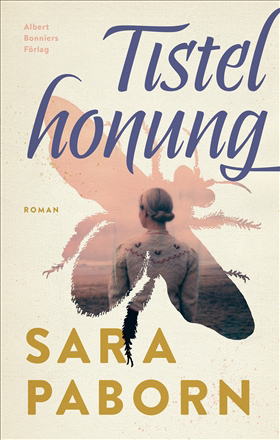 Albert
Bonniers
Förlag
Tistel
honung
ROMAN
SARA
PABORN